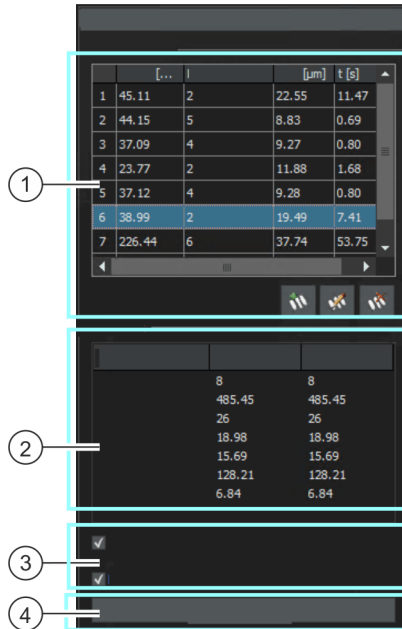 [... I [µm] t [s]
1 45.11 2 22.55 11.47
2 44.15 5 8.83 0.69
3 37.09 4 9.27 0.80
4 23.77 2 11.88 1.68
5 37.12 4 9.28 0.80
6 38.99 2 19.49 7.41
7 226.44 6 37.74 53.75
1
8 8
485.45 485.45
26 26
18.98 18.98
15.69 15.69
128.21 128.21
6.84 6.84
2
3
4